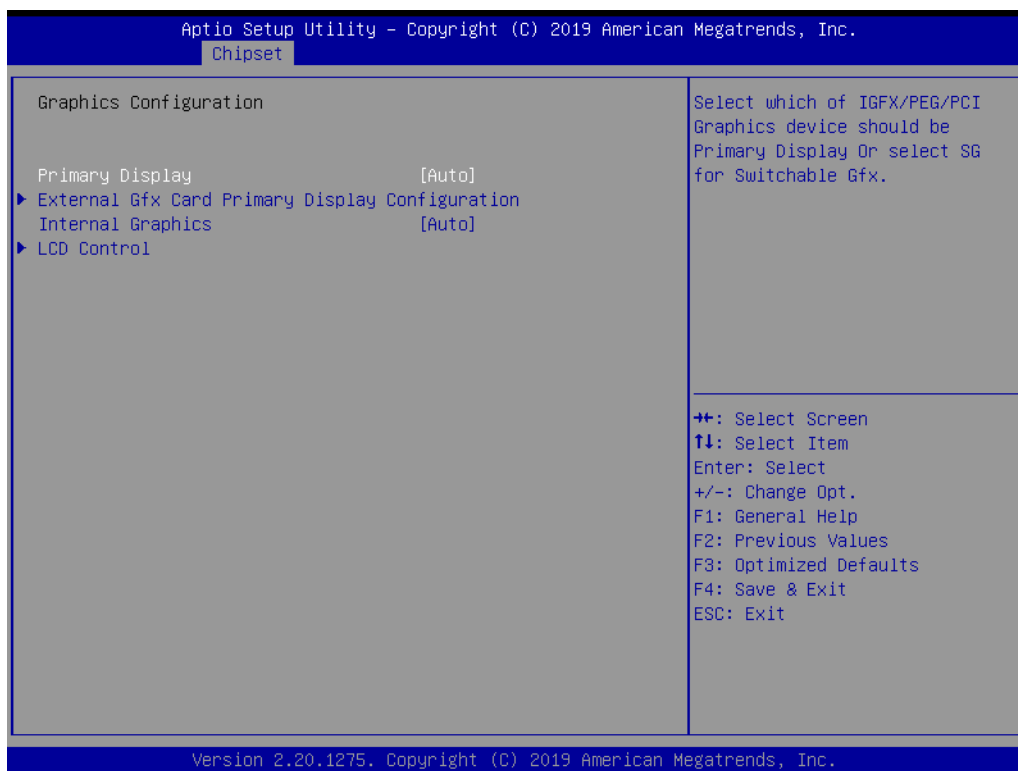 Aptio Setup Utility – Copyright (C) 2019 American Megatrends, Inc.
Chipset
Graphics Configuration
Primary Display [Auto]
External Gfx Card Primary Display Configuration
Internal Graphics [Auto]
LCD Control
Select which of IGFX/PEG/PCI
Graphics device should be
Primary Display Or select SG
for Switchable Gfx.
→←: Select Screen
↑↓: Select Item
Enter: Select
+/-: Change Opt.
F1: General Help
F2: Previous Values
F3: Optimized Defaults
F4: Save & Exit
ESC: Exit
Version 2.20.1275. Copyright (C) 2019 American Megatrends, Inc.